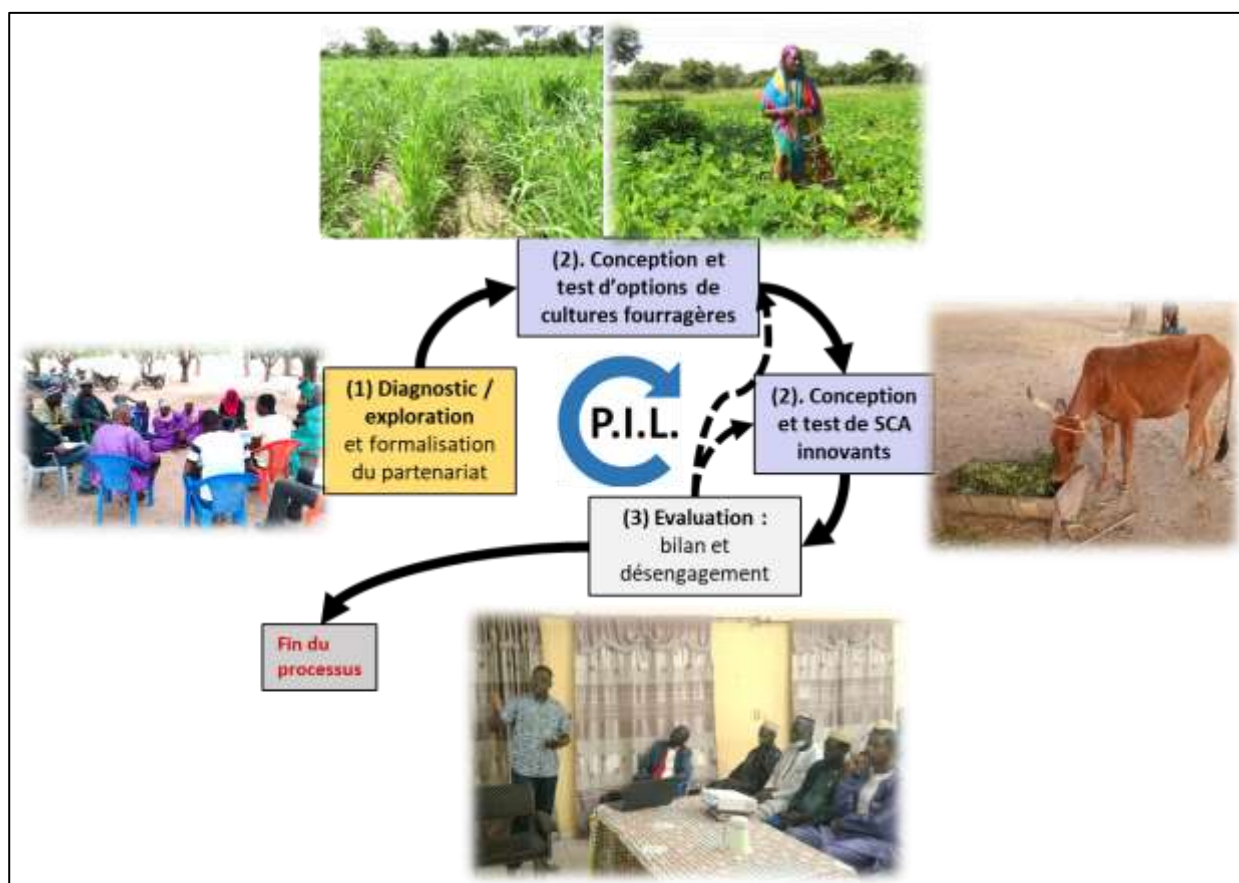 (2). Conception et
test d'options de
cultures fourragères
(1) Diagnostic /
exploration
et formalisation
du partenariat
P.I.L.
(2). Conception
et test de SCA
innovants
(3) Evaluation :
bilan et
désengagement
Fin du
processus